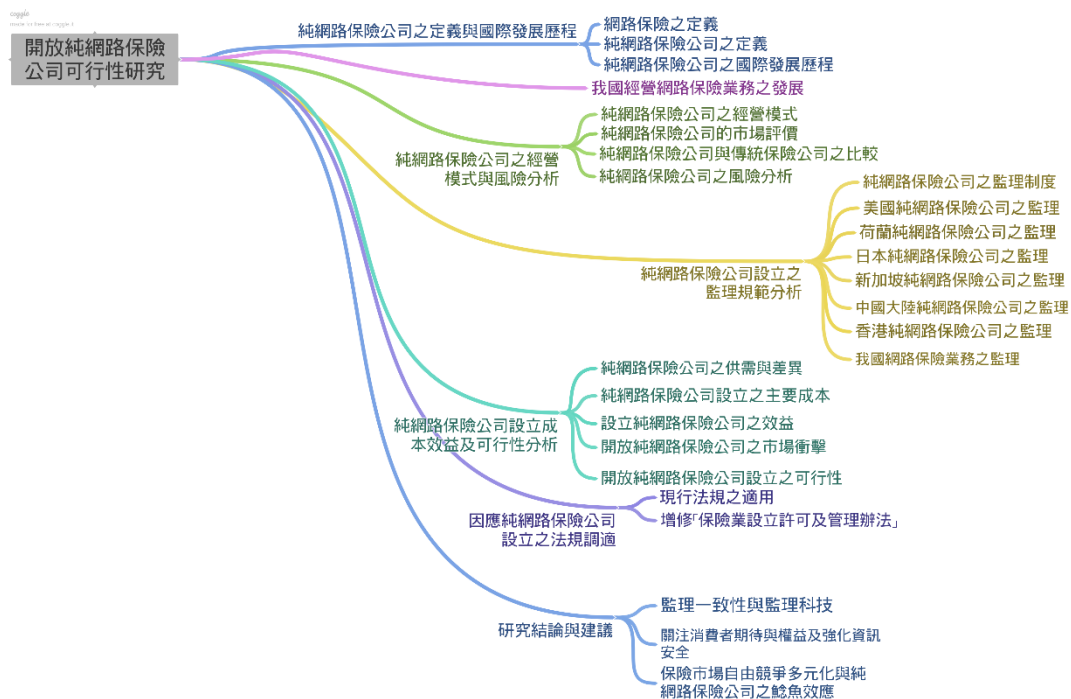 coggle
made for free at coggle.it
開放純網路保險
公司可行性研究
純網路保險公司之定義與國際發展歷程
網路保險之定義
純網路保險公司之定義
純網路保險公司之國際發展歷程
我國經營網路保險業務之發展
純網路保險公司之經營
模式與風險分析
純網路保險公司之經營模式
純網路保險公司的市場評價
純網路保險公司與傳統保險公司之比較
純網路保險公司之風險分析
純網路保險公司設立之
監理規範分析
純網路保險公司之監理制度
美國純網路保險公司之監理
荷蘭純網路保險公司之監理
日本純網路保險公司之監理
新加坡純網路保險公司之監理
中國大陸純網路保險公司之監理
香港純網路保險公司之監理
我國網路保險業務之監理
純網路保險公司設立成
本效益及可行性分析
純網路保險公司之供需與差異
純網路保險公司設立之主要成本
設立純網路保險公司之效益
開放純網路保險公司之市場衝擊
開放純網路保險公司設立之可行性
因應純網路保險公司
設立之法規調適
現行法規之適用
增修「保險業設立許可及管理辦法」
研究結論與建議
監理一致性與監理科技
關注消費者期待與權益及強化資訊
安全
保險市場自由競爭多元化與純
網路保險公司之鯰魚效應